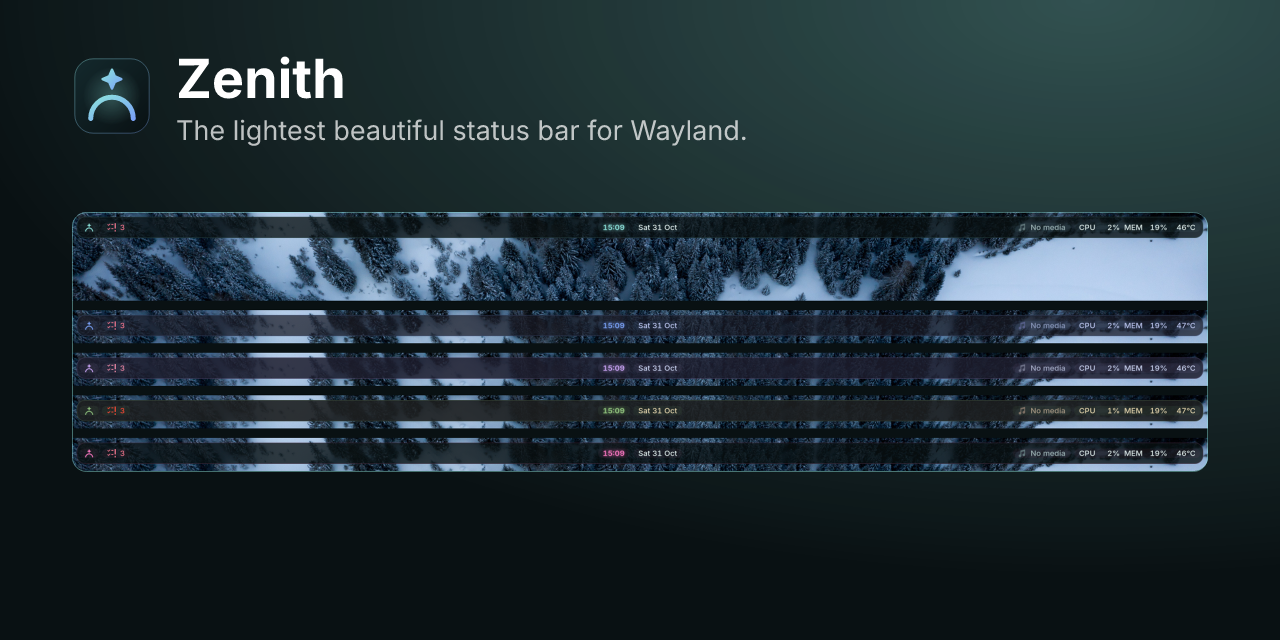 Zenith
The lightest beautiful status bar for Wayland.
3 15:09 Sat 31 Oct No media CPU 2% MEM 19% 46°C
3 15:09 Sat 31 Oct No media CPU 2% MEM 19% 47°C
3 15:09 Sat 31 Oct No media CPU 2% MEM 19% 46°C
3 15:09 Sat 31 Oct No media CPU 1% MEM 19% 47°C
3 15:09 Sat 31 Oct No media CPU 2% MEM 19% 46°C